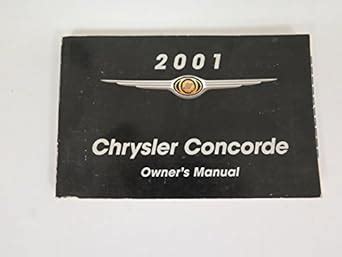 2001
Chrysler Concorde
Owner's Manual